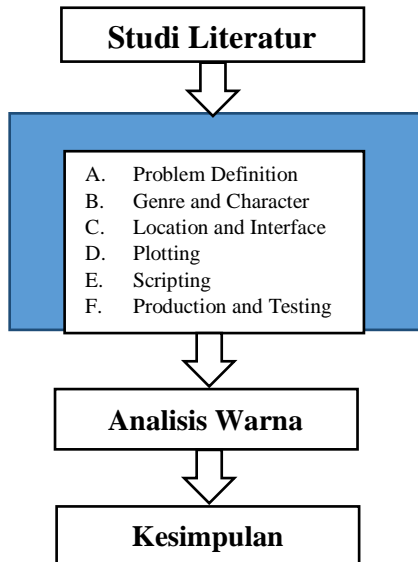 Studi Literatur
A. Problem Definition
B. Genre and Character
C. Location and Interface
D. Plotting
E. Scripting
F. Production and Testing
Analisis Warna
Kesimpulan